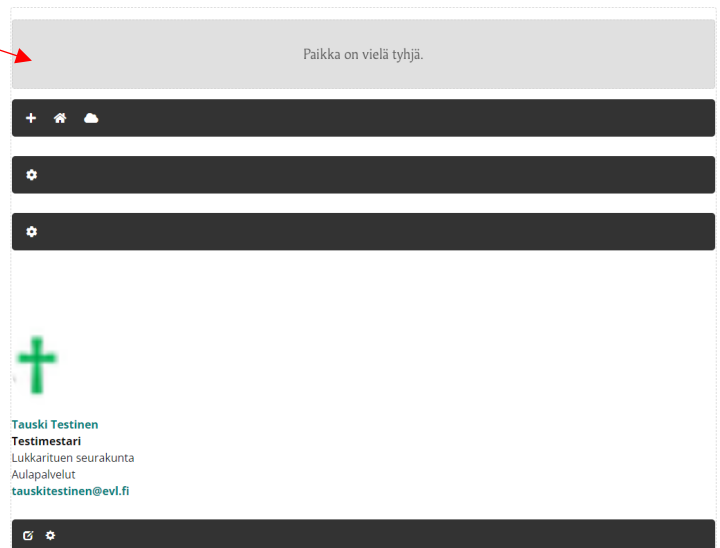 Paikka on vielä tyhjä.
Tauski Testinen
Testimestari
Lukkarituen seurakunta
Aulapalvelut
tauskitestinen@evl.fi